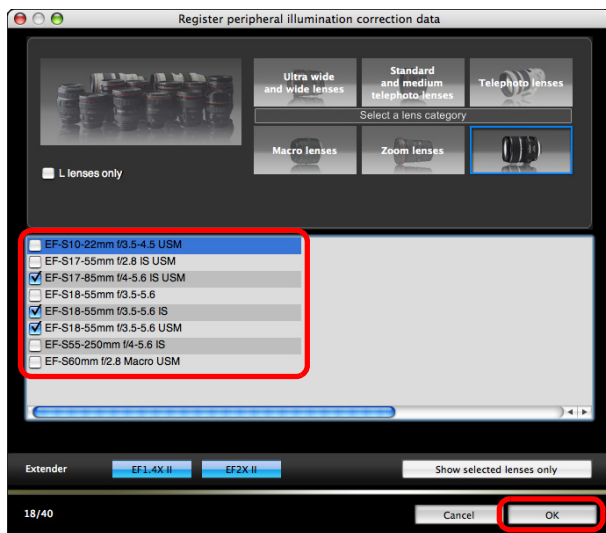 Register peripheral illumination correction data
Ultra wide
and wide lenses
Standard
and medium
telephoto lenses
Telephoto lenses
Select a lens category
Macro lenses
Zoom lenses
L lenses only
EF-S10-22mm f/3.5-4.5 USM
EF-S17-55mm f/2.8 IS USM
EF-S17-85mm f/4-5.6 IS USM
EF-S18-55mm f/3.5-5.6
EF-S18-55mm f/3.5-5.6 IS
EF-S18-55mm f/3.5-5.6 USM
EF-S55-250mm f/4-5.6 IS
EF-S60mm f/2.8 Macro USM
Extender
EF1.4X II
EF2X II
Show selected lenses only
18/40
Cancel
OK